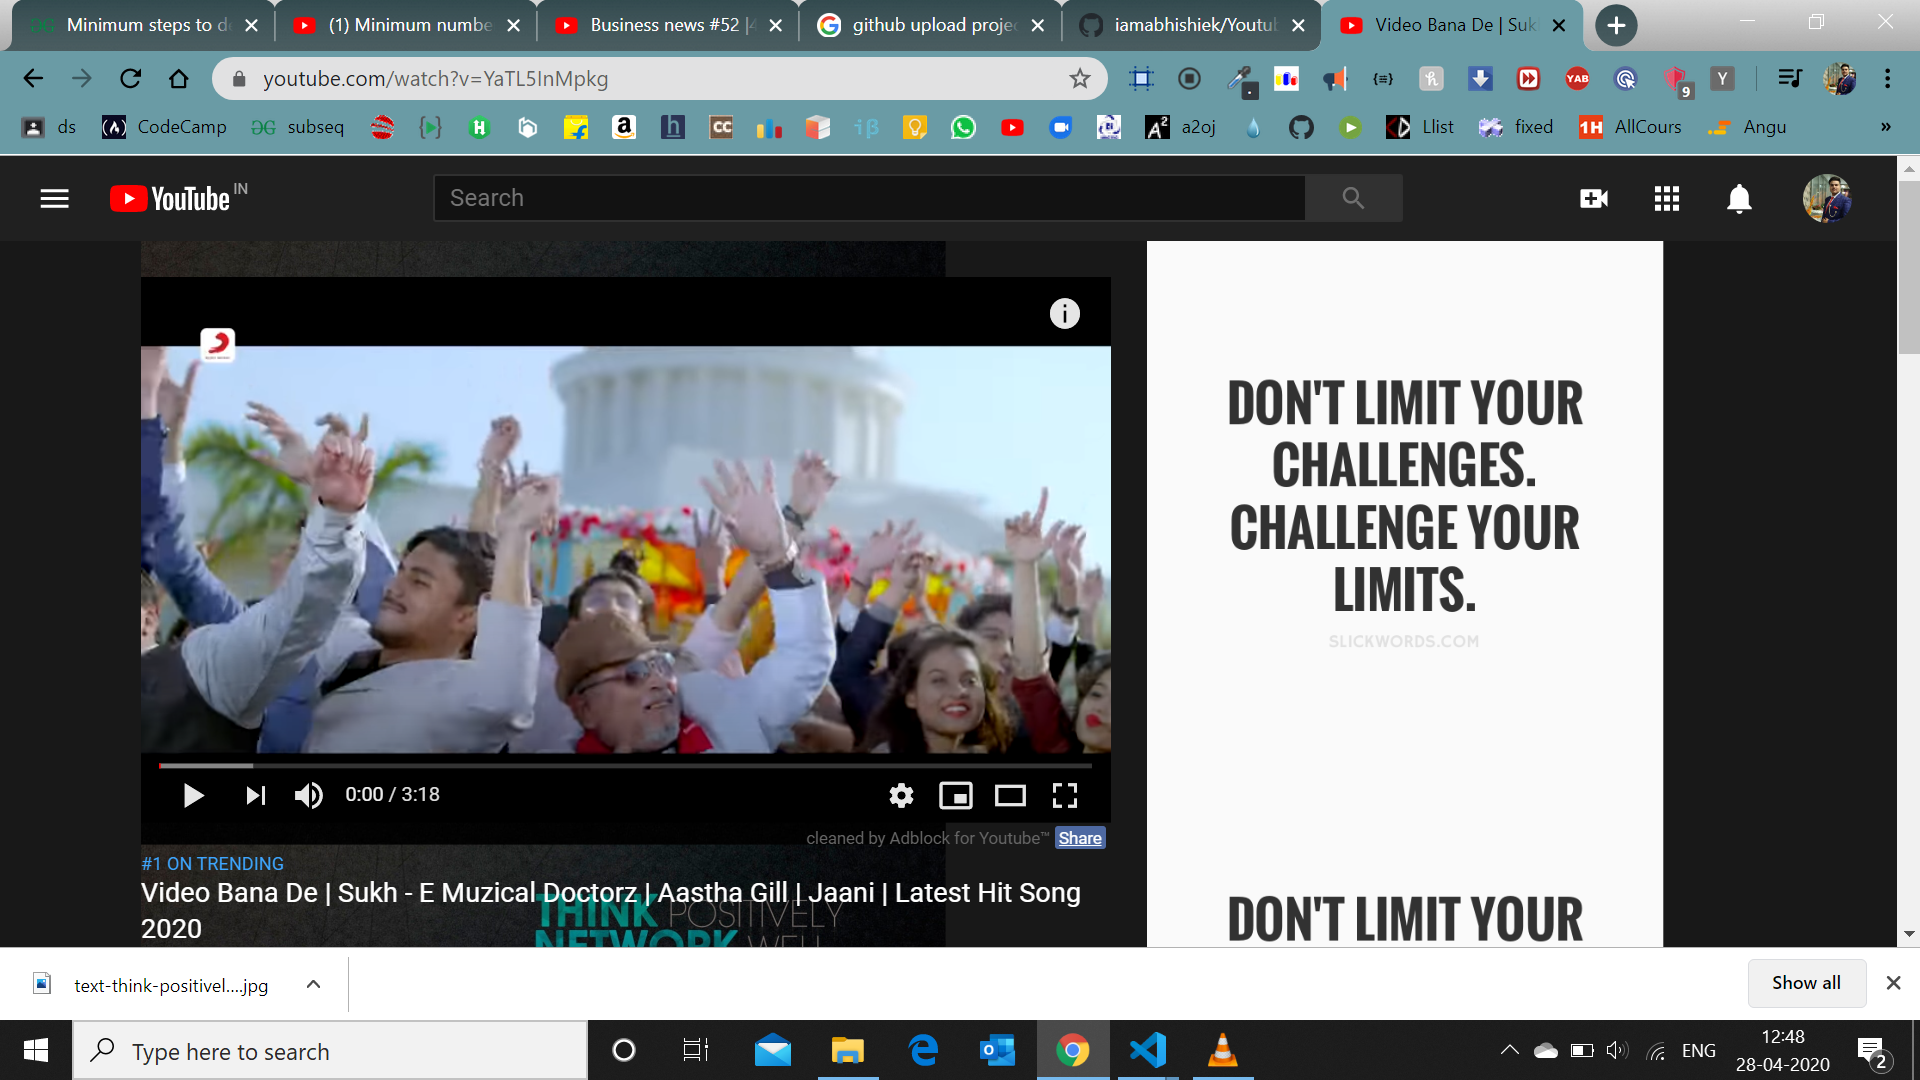 Minimum steps to d
(1) Minimum numbe
Business news #52 |
github upload proje
iamabhishiek/Youtu
Video Bana De | Suk
youtube.com/watch?v=YaTL5InMpkg
9
Y
ds
CodeCamp
subseq
CC
a2oj
Llist
fixed
1H
AllCours
Angu
»
YouTube IN
Search
DON'T LIMIT YOUR
CHALLENGES.
CHALLENGE YOUR
LIMITS.
SLICKWORDS.COM
0:00 / 3:18
cleaned by Adblock for Youtube™ Share
#1 ON TRENDING
Video Bana De | Sukh - E Muzical Doctorz | Aastha Gill | Jaani | Latest Hit Song
2020
THINK POSITIVELY
NETWORK WELL
DON'T LIMIT YOUR
text-think-positivel....jpg
Show all
Type here to search
ENG
12:48
28-04-2020
2